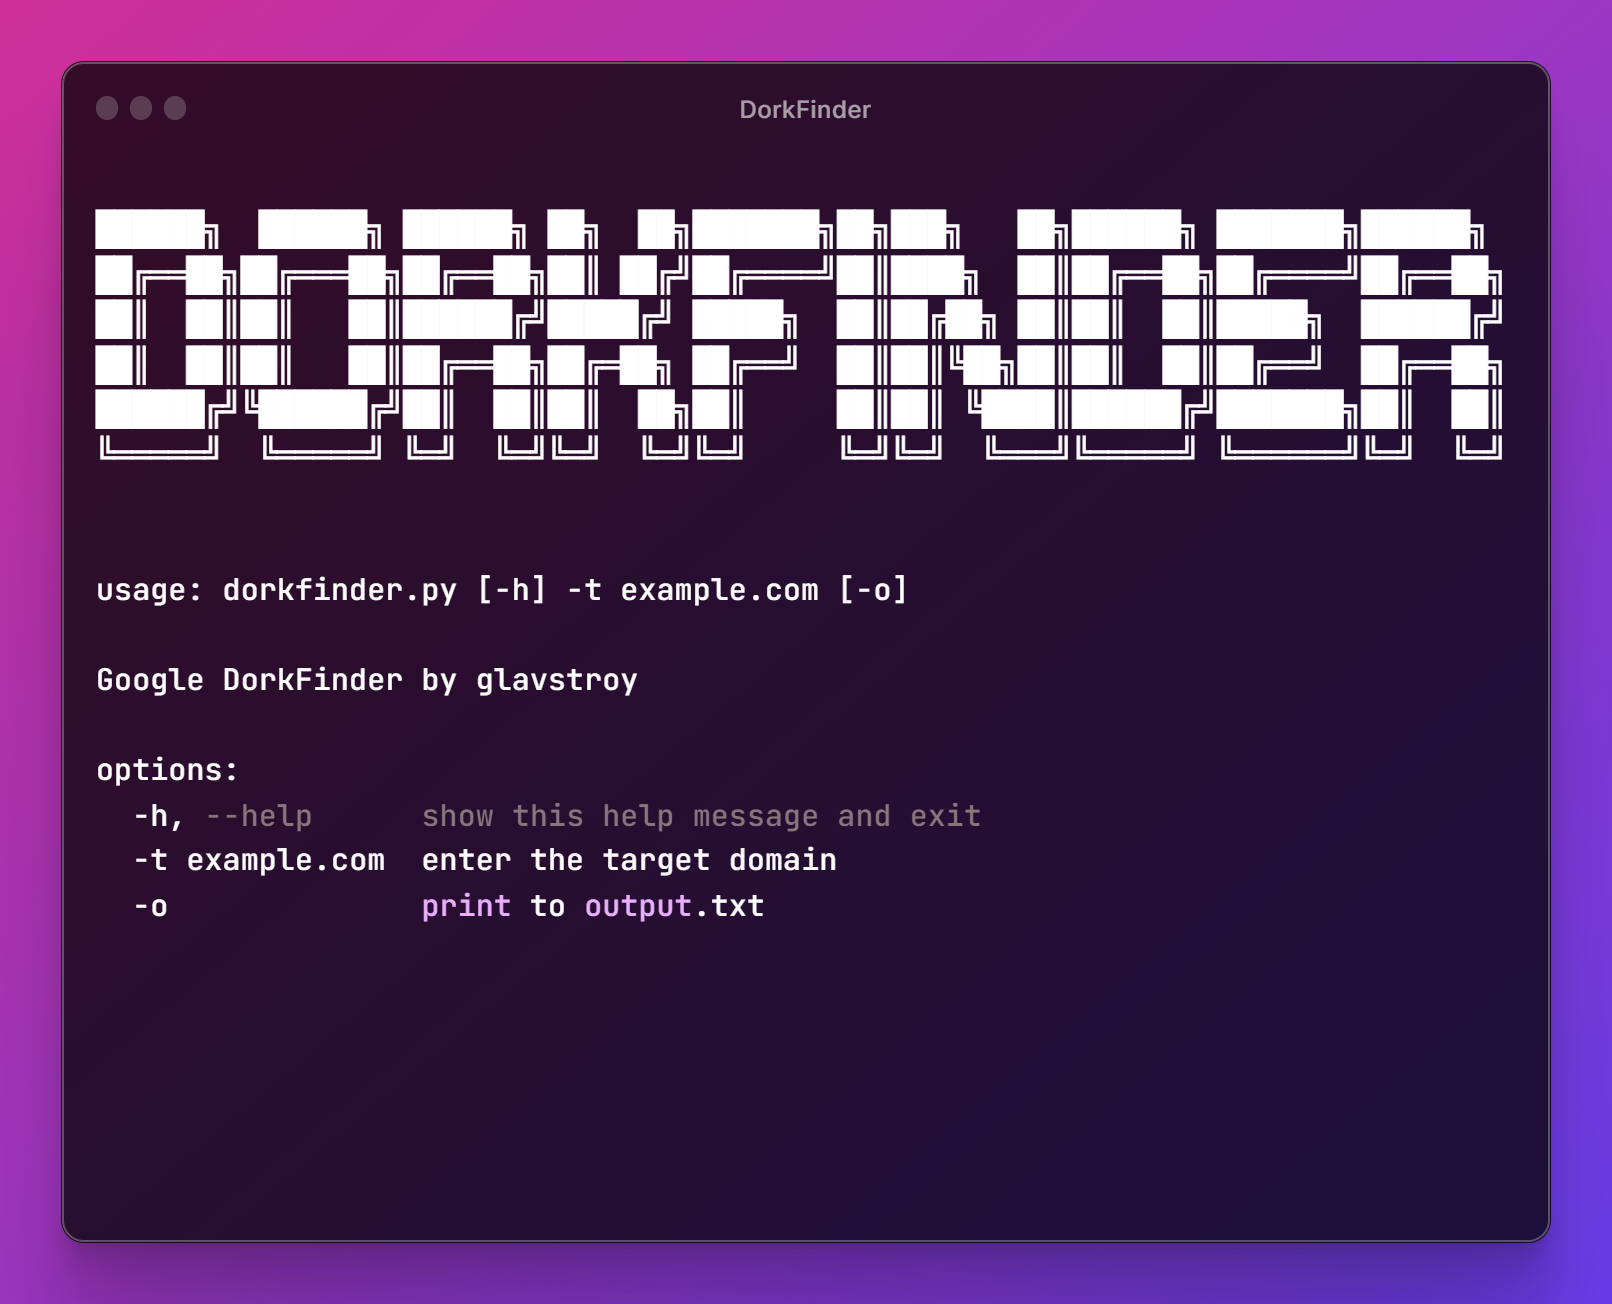 DorkFinder
DORKFINDER
usage: dorkfinder.py [-h] -t example.com [-o]
Google DorkFinder by glavstroy
options:
-h, --help show this help message and exit
-t example.com enter the target domain
-o print to output.txt